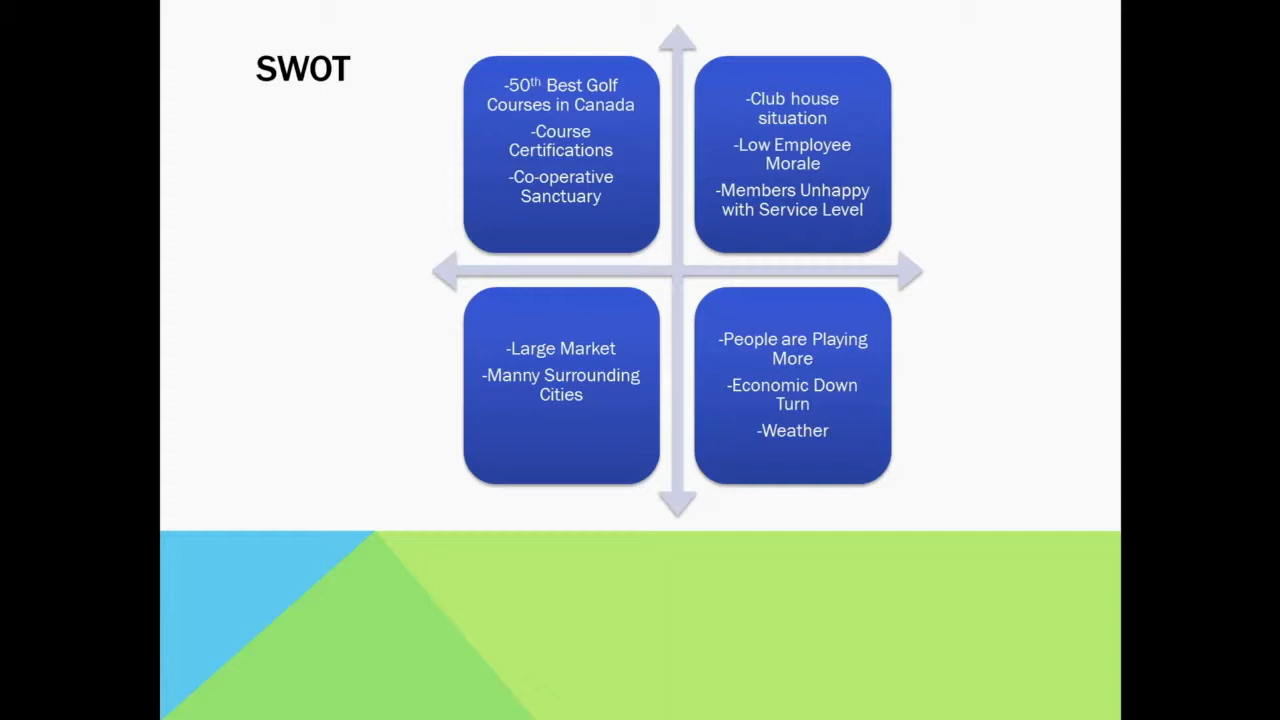 SWOT
-50th Best Golf
Courses in Canada
-Course
Certifications
-Co-operative
Sanctuary
-Club house
situation
-Low Employee
Morale
-Members Unhappy
with Service Level
-Large Market
-Manny Surrounding
Cities
-People are Playing
More
-Economic Down
Turn
-Weather